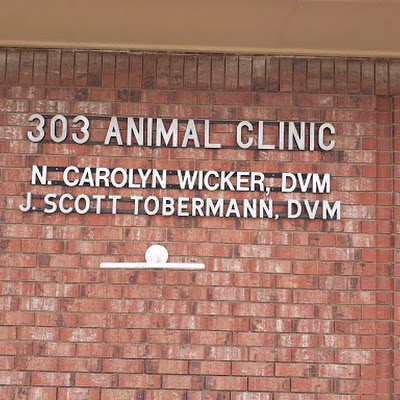 303 ANIMAL CLINIC
N. CAROLYN WICKER, DVM
J. SCOTT TOBERMANN, DVM